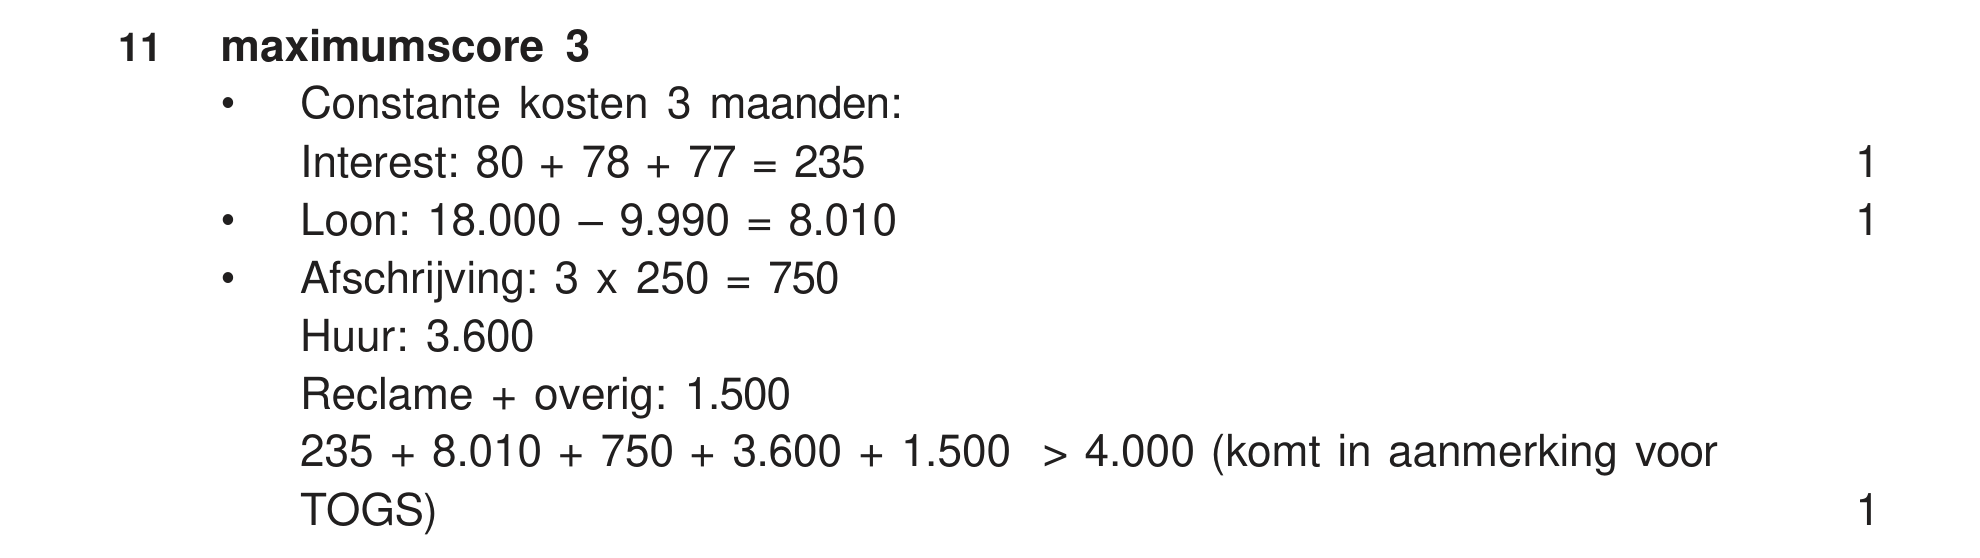 11 maximumscore 3
• Constante kosten 3 maanden:
Interest: 80 + 78 + 77 = 235 1
• Loon: 18.000 – 9.990 = 8.010 1
• Afschrijving: 3 x 250 = 750
Huur: 3.600
Reclame + overig: 1.500
235 + 8.010 + 750 + 3.600 + 1.500 > 4.000 (komt in aanmerking voor
TOGS) 1